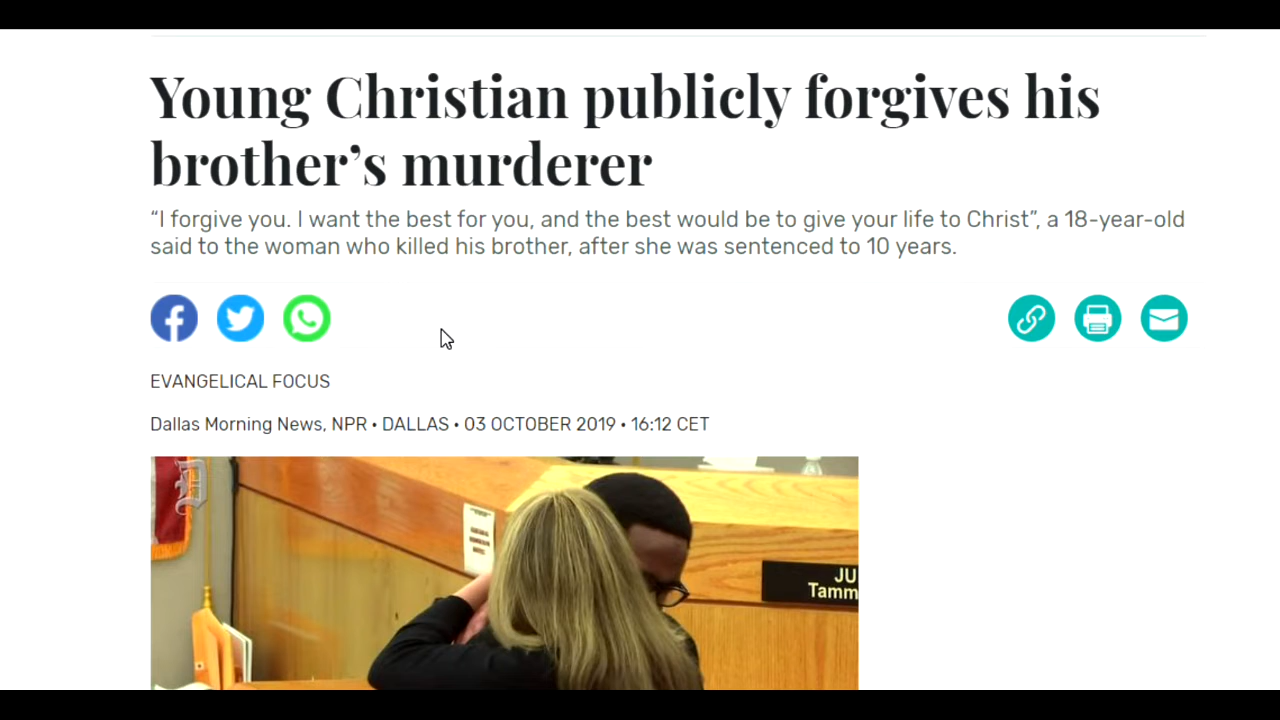 Young Christian publicly forgives his
brother’s murderer
“I forgive you. I want the best for you, and the best would be to give your life to Christ”, a 18-year-old
said to the woman who killed his brother, after she was sentenced to 10 years.
EVANGELICAL FOCUS
Dallas Morning News, NPR • DALLAS • 03 OCTOBER 2019 • 16:12 CET
D
JU
Tamm